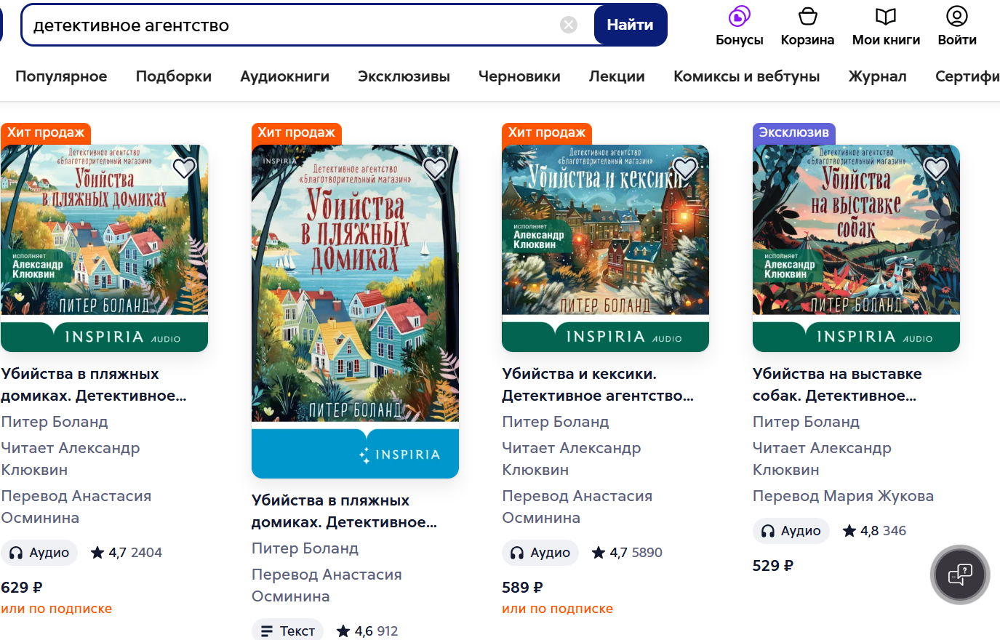 детективное агентство
Найти
Бонусы
Корзина
Мои книги
Войти
Популярное
Подборки
Аудиокниги
Эксклюзивы
Черновики
Лекции
Комиксы и вебтуны
Журнал
Сертифи
Хит продаж
Детективное агентство
«Благотворительный магазин»
Убийства
в пляжных домиках
исполняет
Александр
Клюквин
ПИТЕР БОЛАНД
INSPIRIA AUDIO
Убийства в пляжных
домиках. Детективное...
Питер Боланд
Читает Александр
Клюквин
Перевод Анастасия
Осминина
Аудио
4,7 2404
629 ₽
или по подписке
Хит продаж
INSPIRIA
Детективное агентство
«Благотворительный магазин»
Убийства
в пляжных
домиках
ПИТЕР БОЛАНД
INSPIRIA
Убийства в пляжных
домиках. Детективное...
Питер Боланд
Перевод Анастасия
Осминина
Текст
4,6 912
Хит продаж
Детективное агентство
«Благотворительный магазин»
Убийства и кексики
исполняет
Александр
Клюквин
ПИТЕР БОЛАНД
INSPIRIA AUDIO
Убийства и кексики.
Детективное агентство...
Питер Боланд
Читает Александр
Клюквин
Перевод Анастасия
Осминина
Аудио
4,7 5890
589 ₽
или по подписке
Эксклюзив
Детективное агентство
«Благотворительный магазин»
Убийства
на выставке
собак
исполняет
Александр
Клюквин
ПИТЕР БОЛАНД
INSPIRIA AUDIO
Убийства на выставке
собак. Детективное...
Питер Боланд
Читает Александр
Клюквин
Перевод Мария Жукова
Аудио
4,8 346
529 ₽